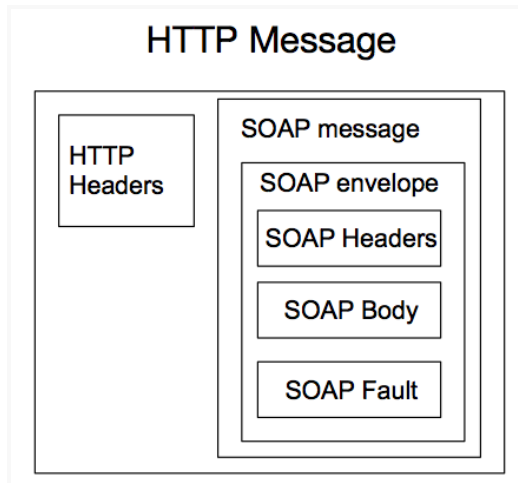 HTTP Message
HTTP
Headers
SOAP message
SOAP envelope
SOAP Headers
SOAP Body
SOAP Fault